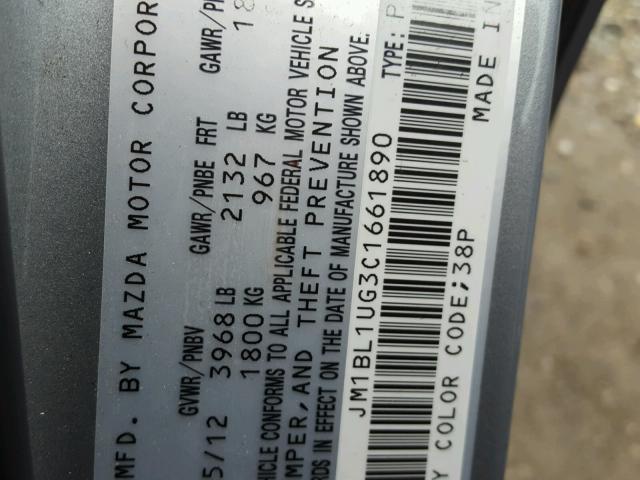 MFD. BY MAZDA MOTOR CORPOR
GVWR/PNBV GAWR/PNBE FRT GAWR/PN
5/12 3968 LB 2132 LB 18
1800 KG 967 KG
HICLE CONFORMS TO ALL APPLICABLE FEDERAL MOTOR VEHICLE S
MPER, AND THEFT PREVENTION
RDS IN EFFECT ON THE DATE OF MANUFACTURE SHOWN ABOVE.
JM1BL1UG3C1661890 TYPE: P
Y COLOR CODE;38P MADE IN